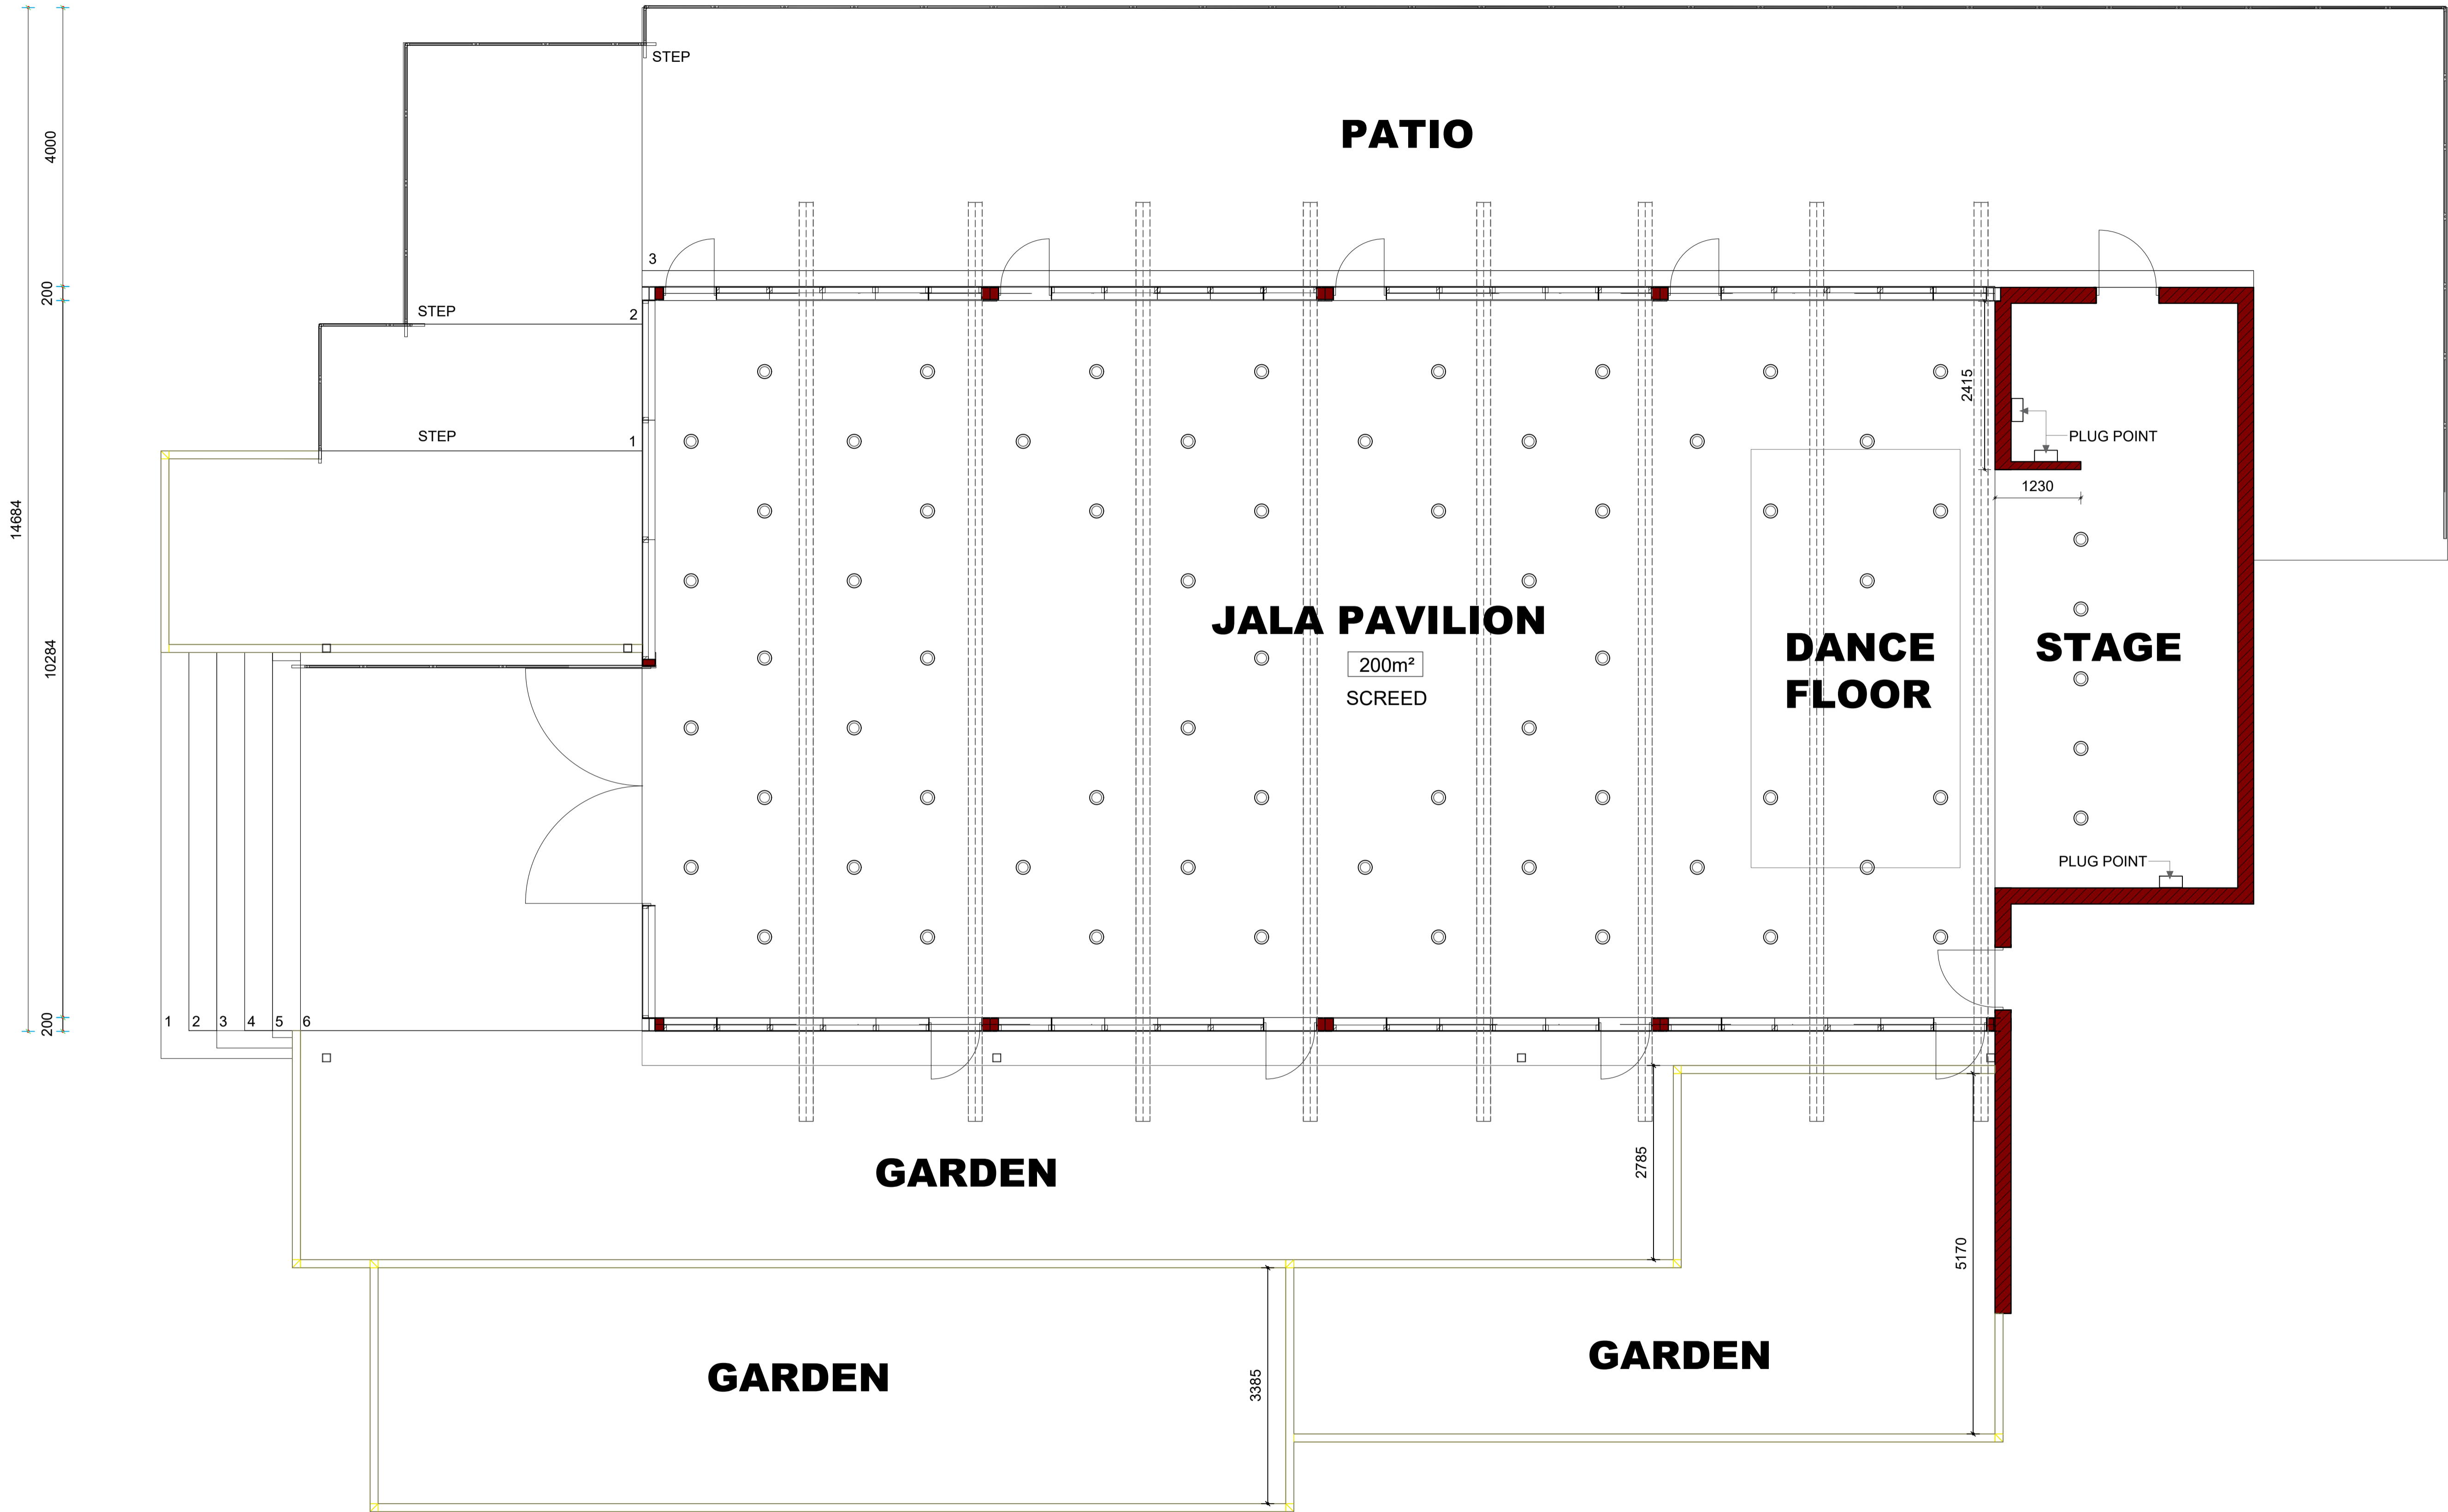 STEP
4000
PATIO
3
200
STEP
2
2415
STEP
1
PLUG POINT
1230
14684
10284
JALA PAVILION
200m²
SCREED
DANCE
FLOOR
STAGE
PLUG POINT
200
1 2 3 4 5 6
GARDEN
2785
5170
GARDEN
3385
GARDEN